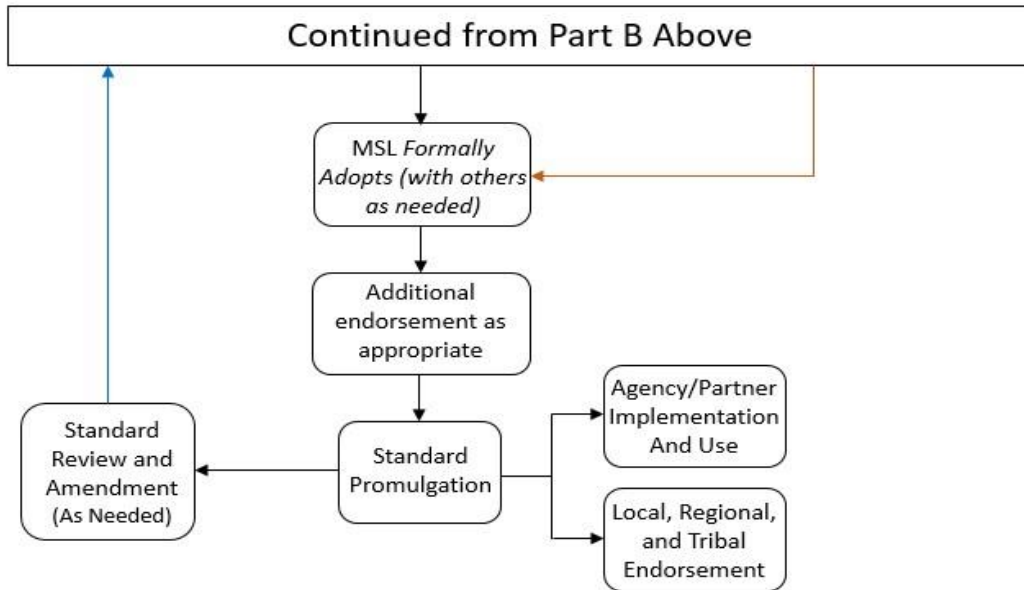 Continued from Part B Above
MSL Formally
Adopts (with others
as needed)
Additional
endorsement as
appropriate
Standard
Promulgation
Standard
Review and
Amendment
(As Needed)
Agency/Partner
Implementation
And Use
Local, Regional,
and Tribal
Endorsement